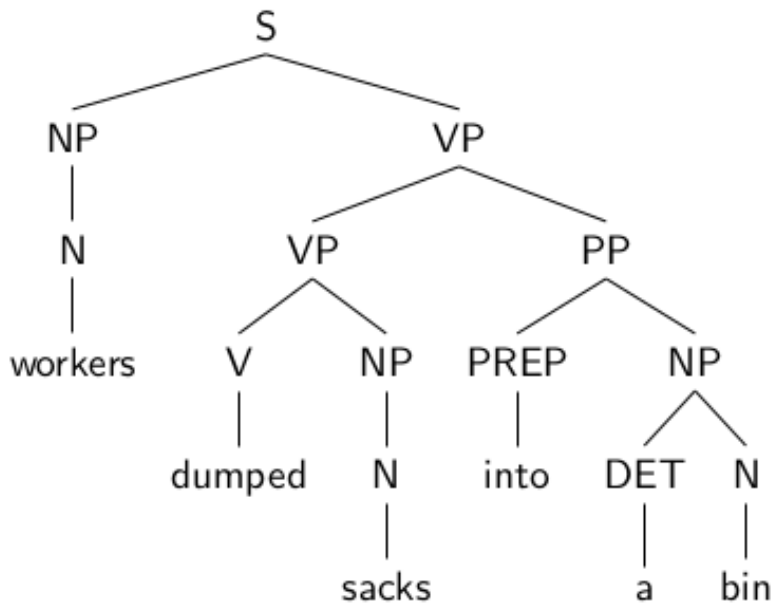 S
NP VP
N VP PP
workers V NP PREP NP
dumped N into DET N
sacks a bin